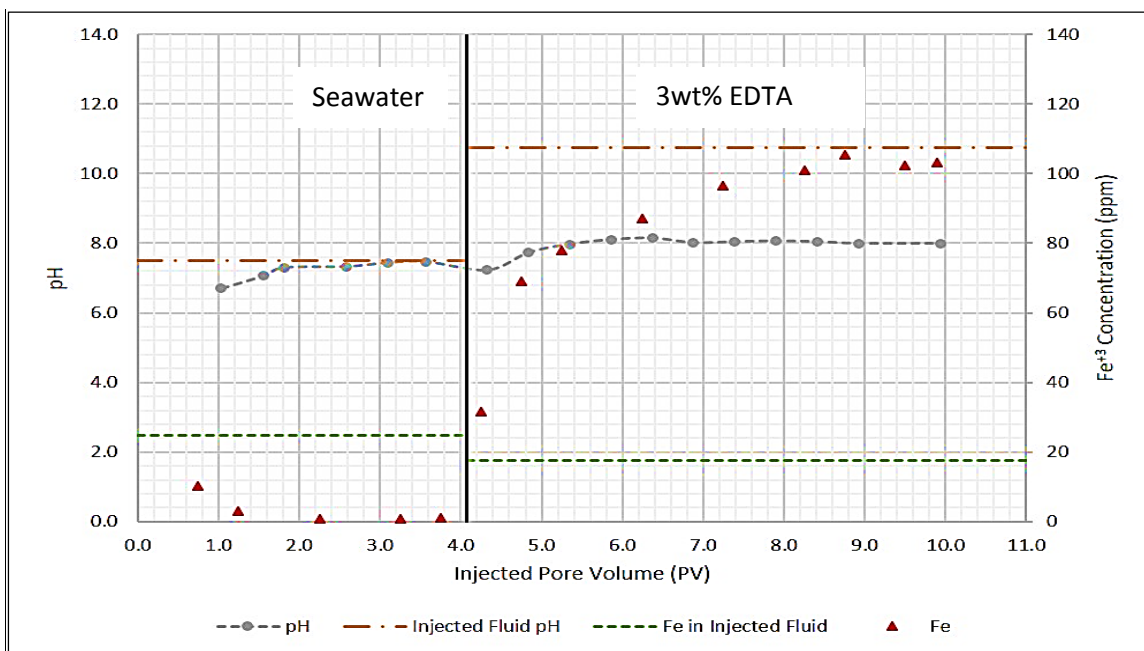 Seawater
3wt% EDTA
14.0
12.0
10.0
8.0
6.0
4.0
2.0
0.0
pH
140
120
100
80
60
40
20
0
Fe⁺³ Concentration (ppm)
0.0 1.0 2.0 3.0 4.0 5.0 6.0 7.0 8.0 9.0 10.0 11.0
Injected Pore Volume (PV)
pH Injected Fluid pH Fe in Injected Fluid Fe